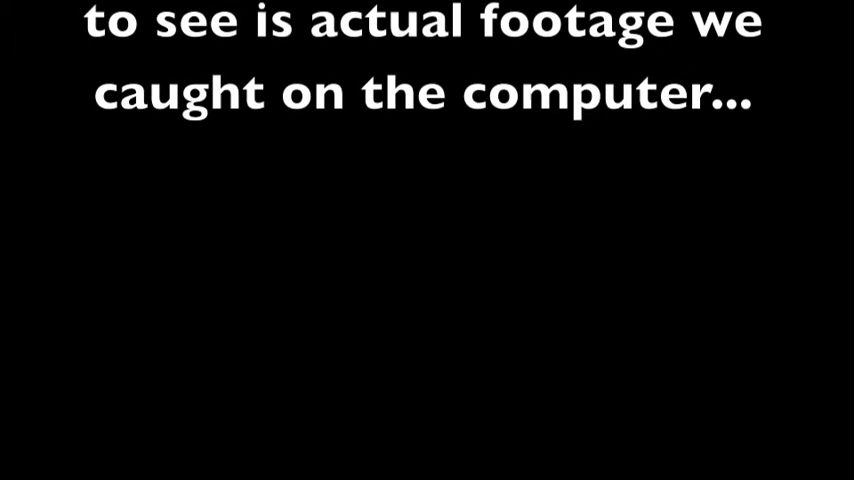 to see is actual footage we
caught on the computer...